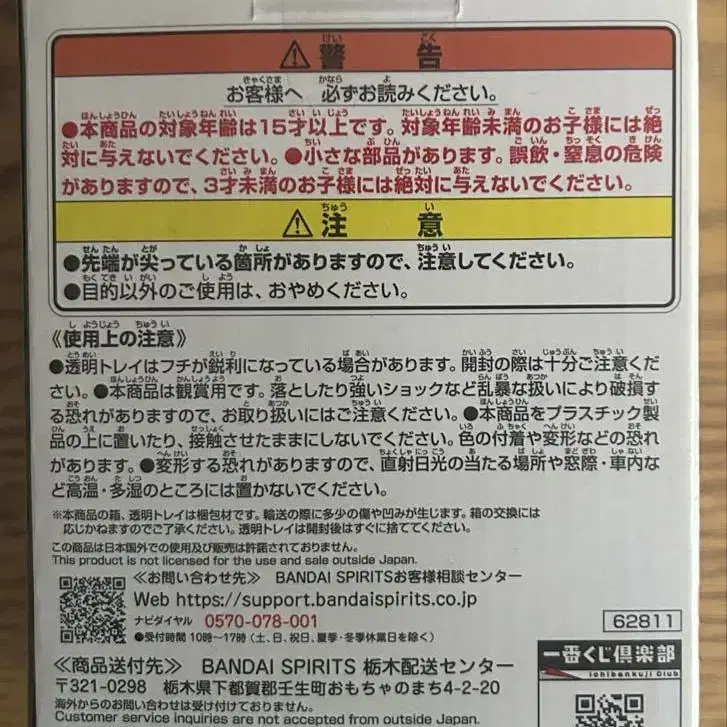 ⚠警告
お客様へ 必ずお読みください。
●本商品の対象年齢は15才以上です。対象年齢未満のお子様には絶
対に与えないでください。●小さな部品があります。誤飲・窒息の危険
がありますので、3才未満のお子様には絶対に与えないでください。
⚠注意
●先端が尖っている箇所がありますので、注意してください。
●目的以外のご使用は、おやめください。
《使用上の注意》
●透明トレイはフチが鋭利になっている場合があります。開封の際は十分ご注意くだ
さい。●本商品は観賞用です。落としたり強いショックなど乱暴な扱いにより破損す
る恐れがありますので、お取り扱いにはご注意ください。●本商品をプラスチック製
品の上に置いたり、接触させたままにしないでください。色の付着や変形などの恐れ
があります。●変形する恐れがありますので、直射日光の当たる場所や窓際・車内な
ど高温・多湿のところには置かないでください。
※本商品の箱、透明トレイは梱包材です。輸送の際に多少の傷や凹みが生じます。箱の交換には
応じかねますのでご了承ください。透明トレイは開封後はすぐに捨ててください。
この商品は日本国外での使用及び販売は許諾されておりません。
This product is not licensed for the use and sale outside Japan.
《お問い合わせ先》 BANDAI SPIRITSお客様相談センター
Web https://support.bandaispirits.co.jp
ナビダイヤル 0570-078-001
●受付時間 10時〜17時(土、日、祝日、夏季・冬季休業日を除く)
62811
《商品送付先》 BANDAI SPIRITS 栃木配送センター
〒321-0298 栃木県下都賀郡壬生町おもちゃのまち4-2-20
海外からのお問い合わせは受け付けておりません。
Customer service inquiries are not accepted from outside Japan.
一番くじ倶楽部
Ichibankuji Club